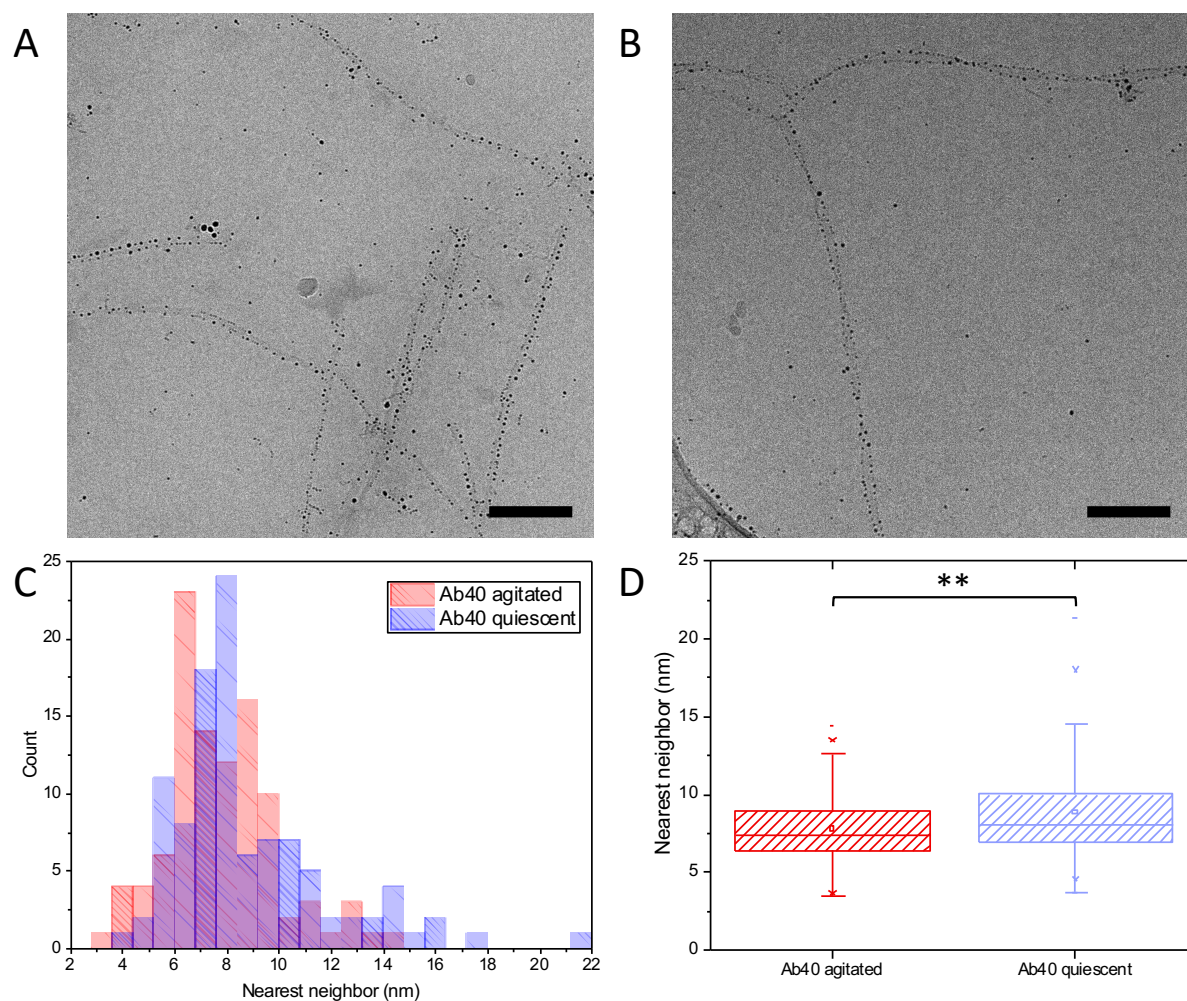 A
B
C
25
20
15
10
5
0
Count
Ab40 agitated
Ab40 quiescent
2 4 6 8 10 12 14 16 18 20 22
Nearest neighbor (nm)
D
25
20
15
10
5
0
Nearest neighbor (nm)
**
Ab40 agitated
Ab40 quiescent